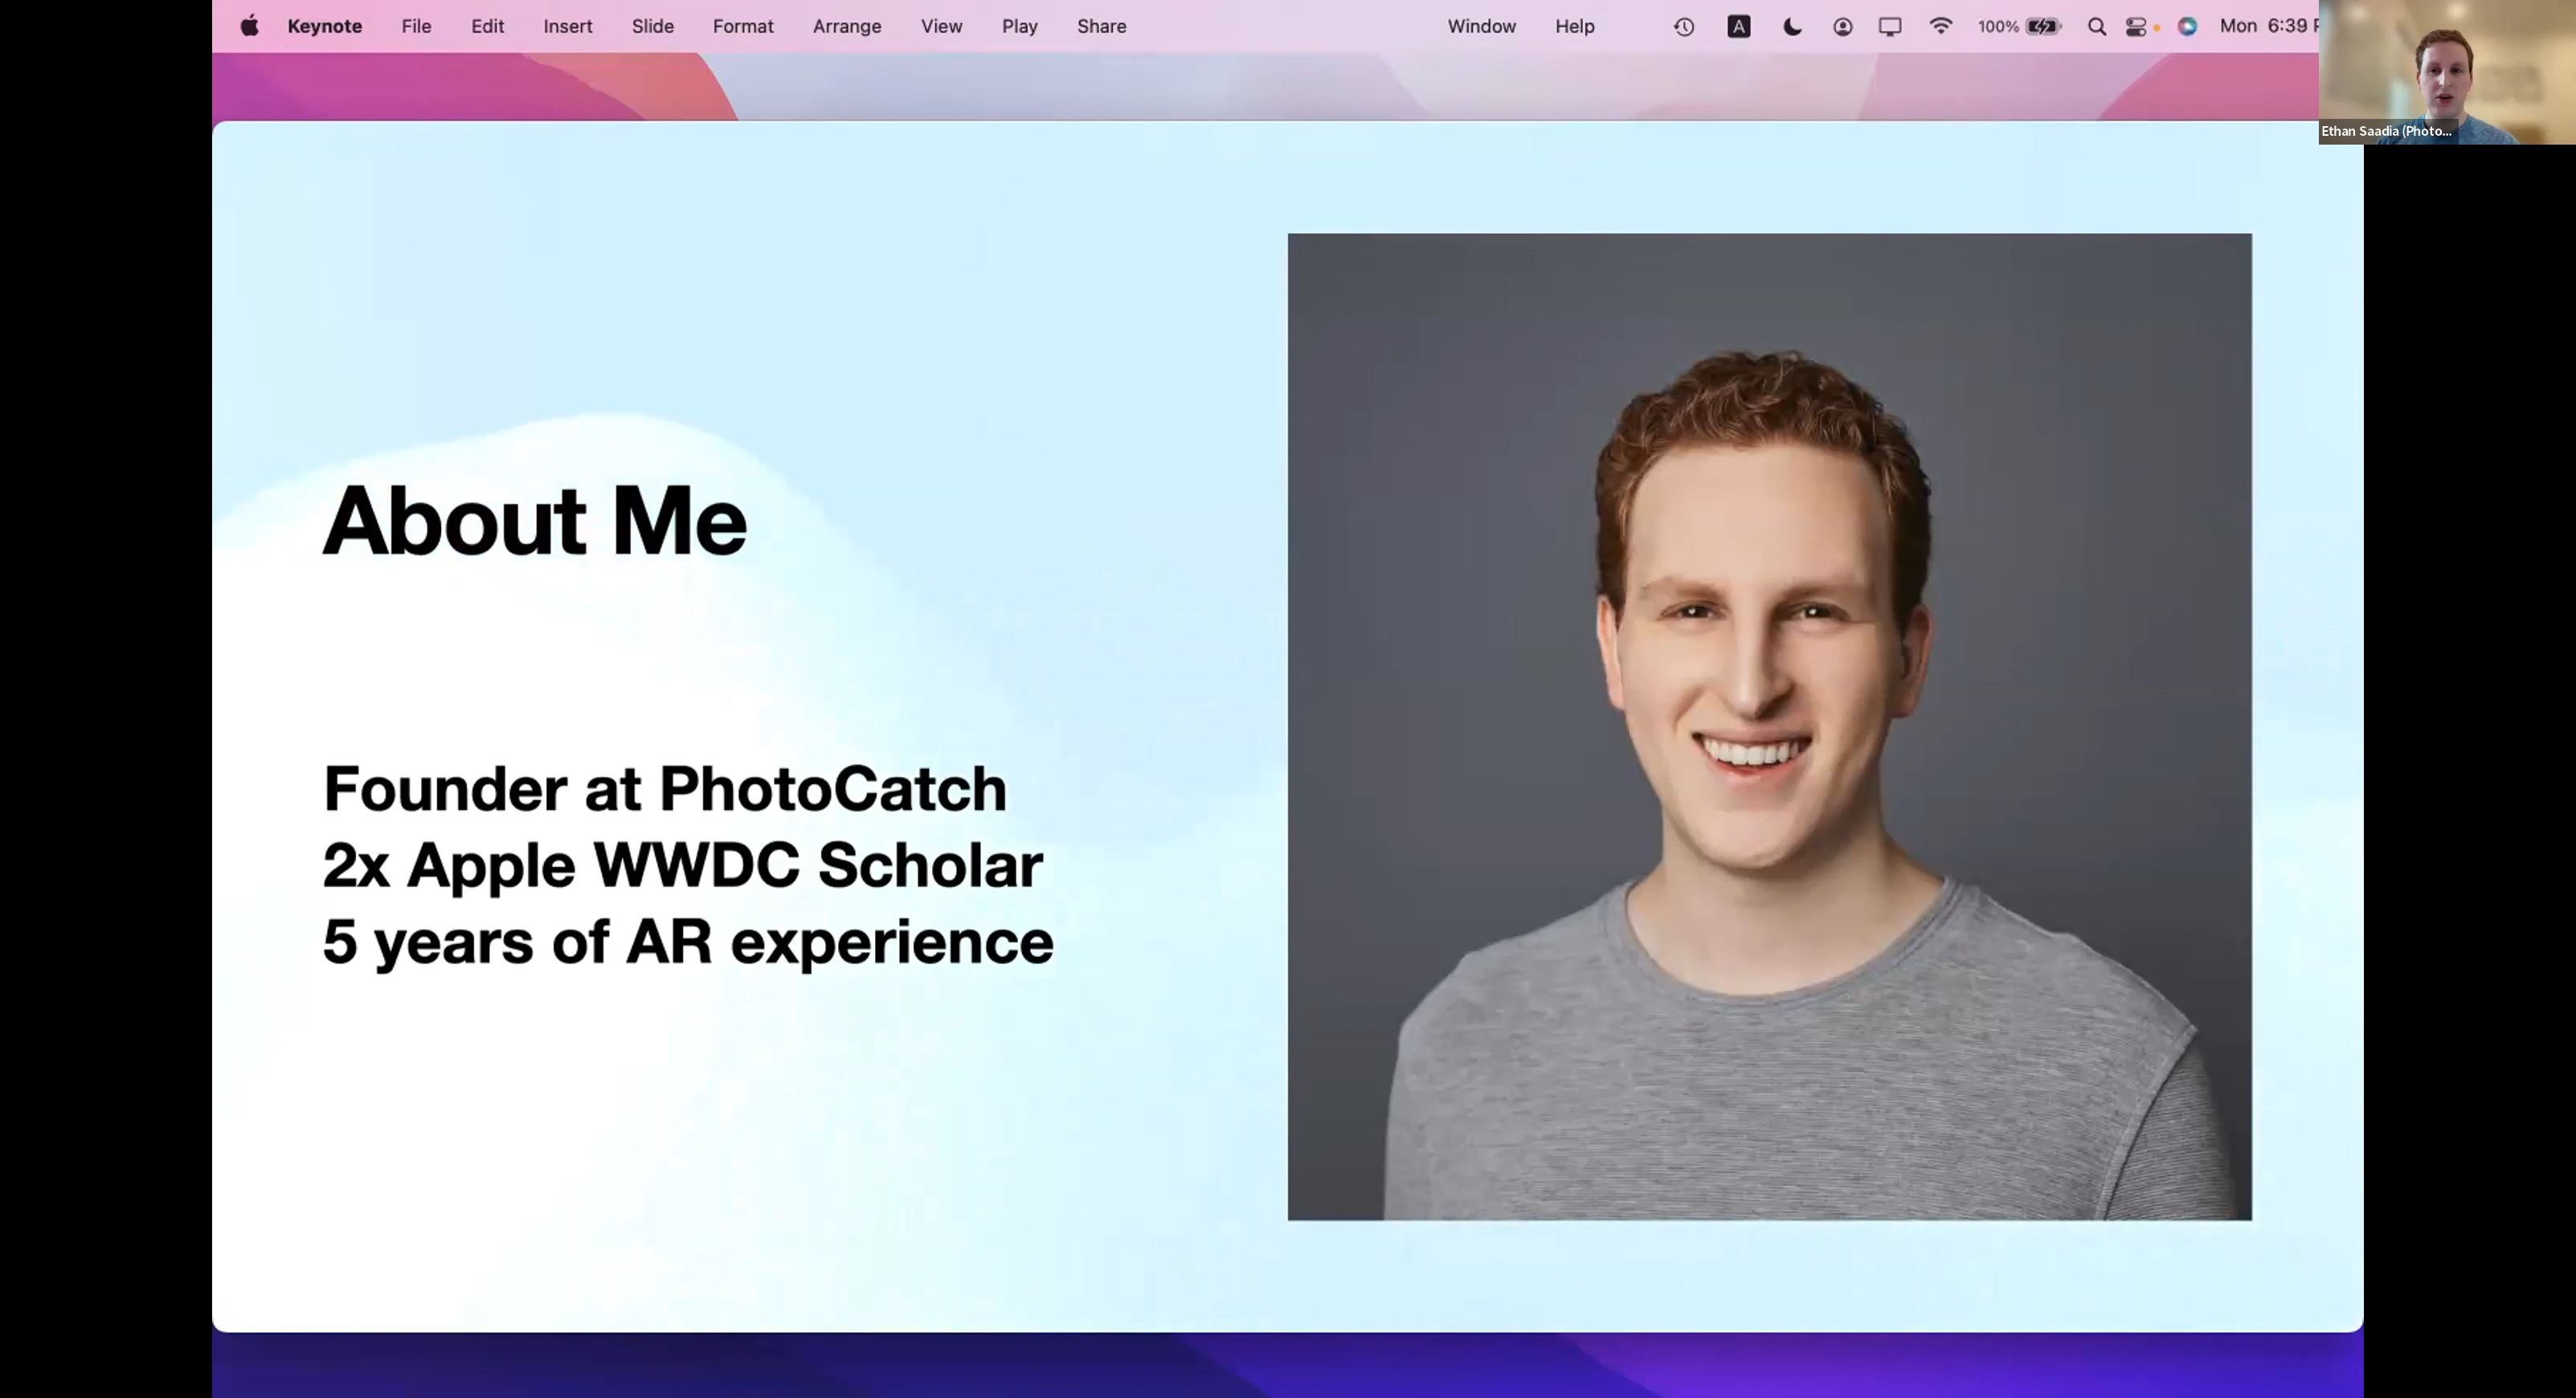 Keynote File Edit Insert Slide Format Arrange View Play Share Window Help A 100% Mon 6:39
Ethan Saadia (Photo...
About Me
Founder at PhotoCatch
2x Apple WWDC Scholar
5 years of AR experience